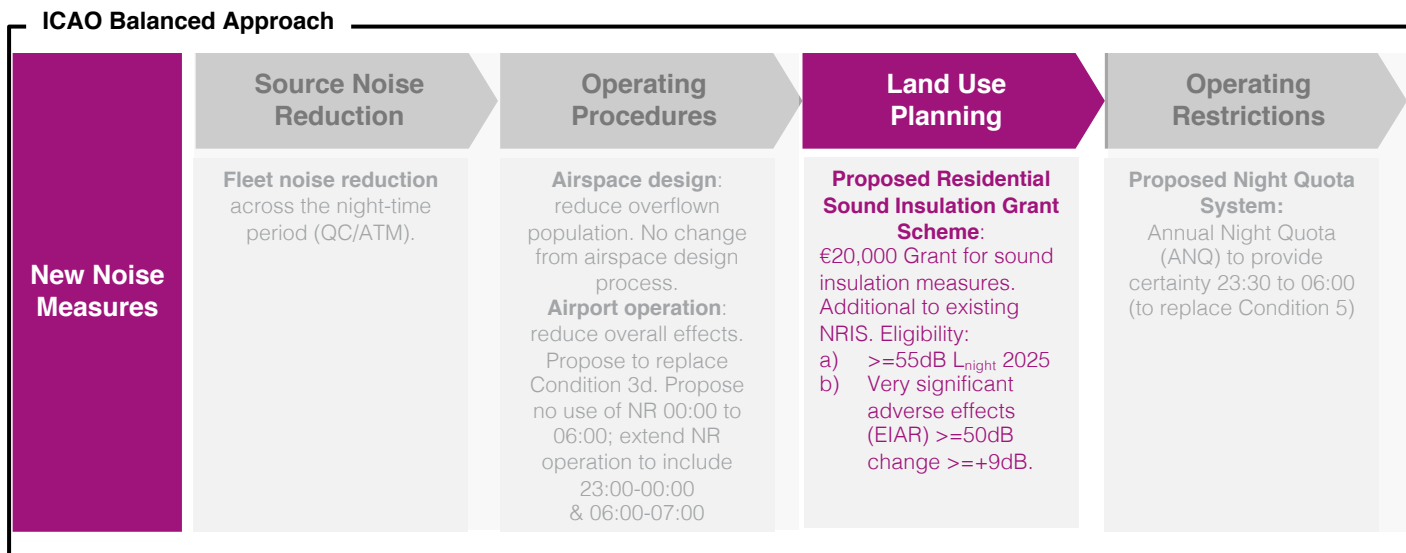 ICAO Balanced Approach
New Noise
Measures
Source Noise
Reduction
Fleet noise reduction
across the night-time
period (QC/ATM).
Operating
Procedures
Airspace design:
reduce overflown
population. No change
from airspace design
process.
Airport operation:
reduce overall effects.
Propose to replace
Condition 3d. Propose
no use of NR 00:00 to
06:00; extend NR
operation to include
23:00-00:00
& 06:00-07:00
Land Use
Planning
Proposed Residential
Sound Insulation Grant
Scheme:
€20,000 Grant for sound
insulation measures.
Additional to existing
NRIS. Eligibility:
a) >=55dB Lnight 2025
b) Very significant
adverse effects
(EIAR) >=50dB
change >=+9dB.
Operating
Restrictions
Proposed Night Quota
System:
Annual Night Quota
(ANQ) to provide
certainty 23:30 to 06:00
(to replace Condition 5)